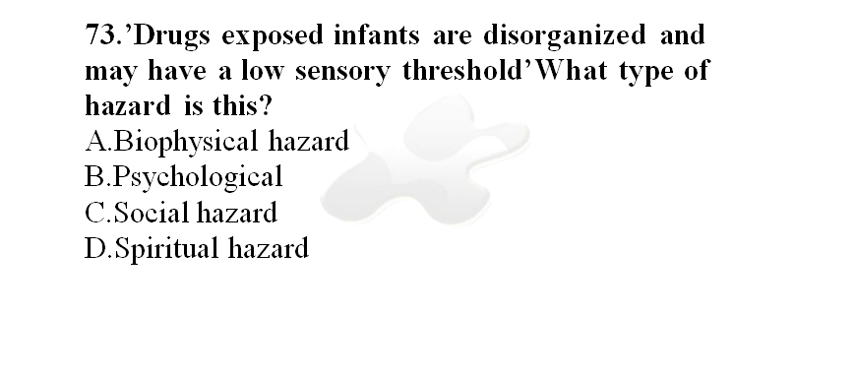 73.’Drugs exposed infants are disorganized and
may have a low sensory threshold’What type of
hazard is this?
A.Biophysical hazard
B.Psychological
C.Social hazard
D.Spiritual hazard